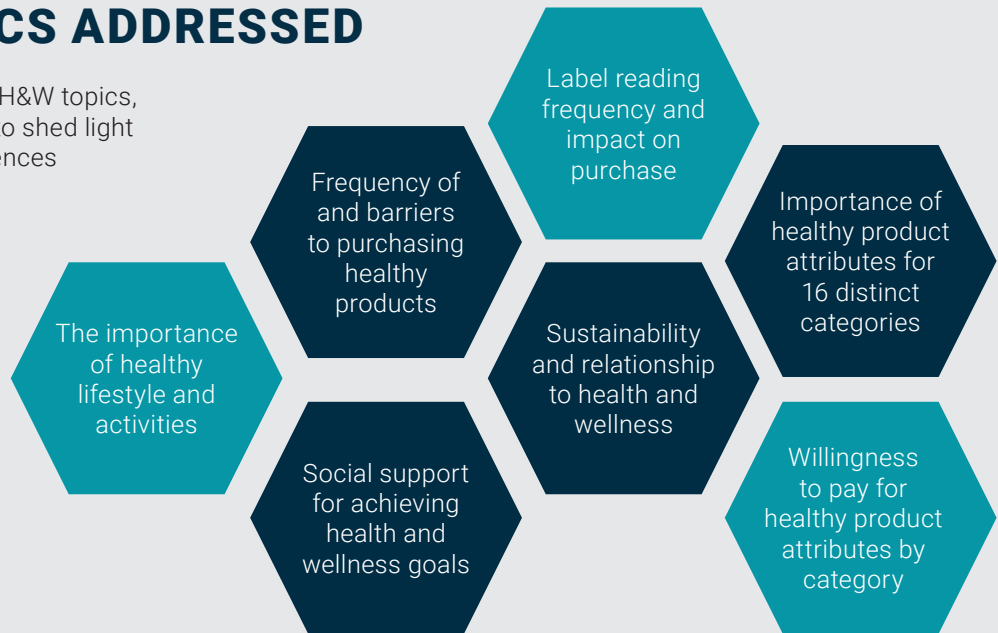 CS ADDRESSED
H&W topics,
to shed light
ences
Label reading
frequency and
impact on
purchase
Frequency of
and barriers
to purchasing
healthy
products
Importance of
healthy product
attributes for
16 distinct
categories
The importance
of healthy
lifestyle and
activities
Sustainability
and relationship
to health and
wellness
Social support
for achieving
health and
wellness goals
Willingness
to pay for
healthy product
attributes by
category